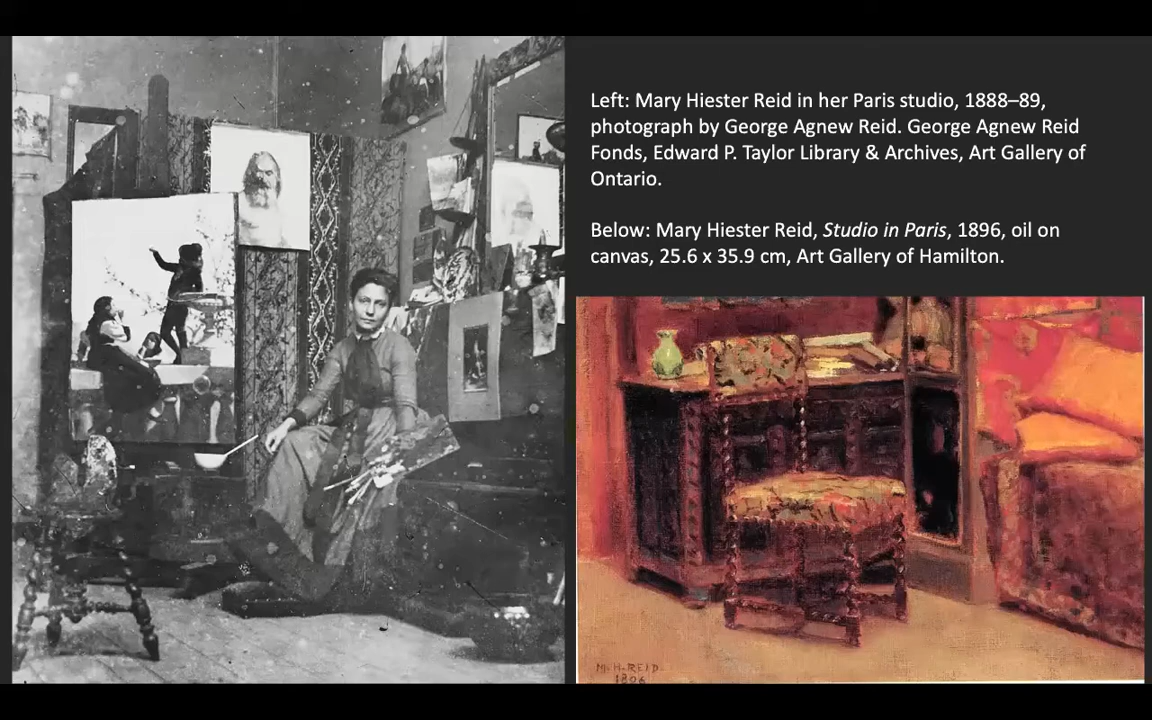 Left: Mary Hiester Reid in her Paris studio, 1888–89,
photograph by George Agnew Reid. George Agnew Reid
Fonds, Edward P. Taylor Library & Archives, Art Gallery of
Ontario.
Below: Mary Hiester Reid, Studio in Paris, 1896, oil on
canvas, 25.6 x 35.9 cm, Art Gallery of Hamilton.
M.H.REID
1896